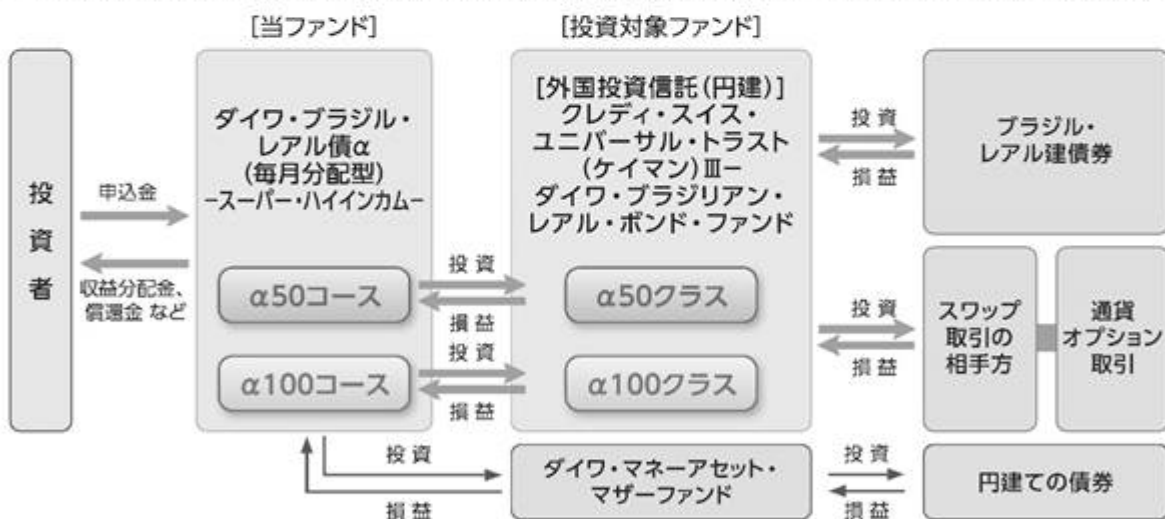 [当ファンド]
[投資対象ファンド]
投資者
申込金
収益分配金、
償還金 など
ダイワ・ブラジル・
レアル債α
(毎月分配型)
-スーパー・ハイインカム-
α50コース
α100コース
投資
損益
投資
損益
[外国投資信託(円建)]
クレディ・スイス・
ユニバーサル・トラスト
(ケイマン)Ⅲ-
ダイワ・ブラジリアン・
レアル・ボンド・ファンド
α50クラス
α100クラス
投資
損益
ブラジル・
レアル建債券
投資
損益
スワップ
取引の
相手方
通貨
オプション
取引
投資
損益
ダイワ・マネーアセット・
マザーファンド
投資
損益
円建ての債券